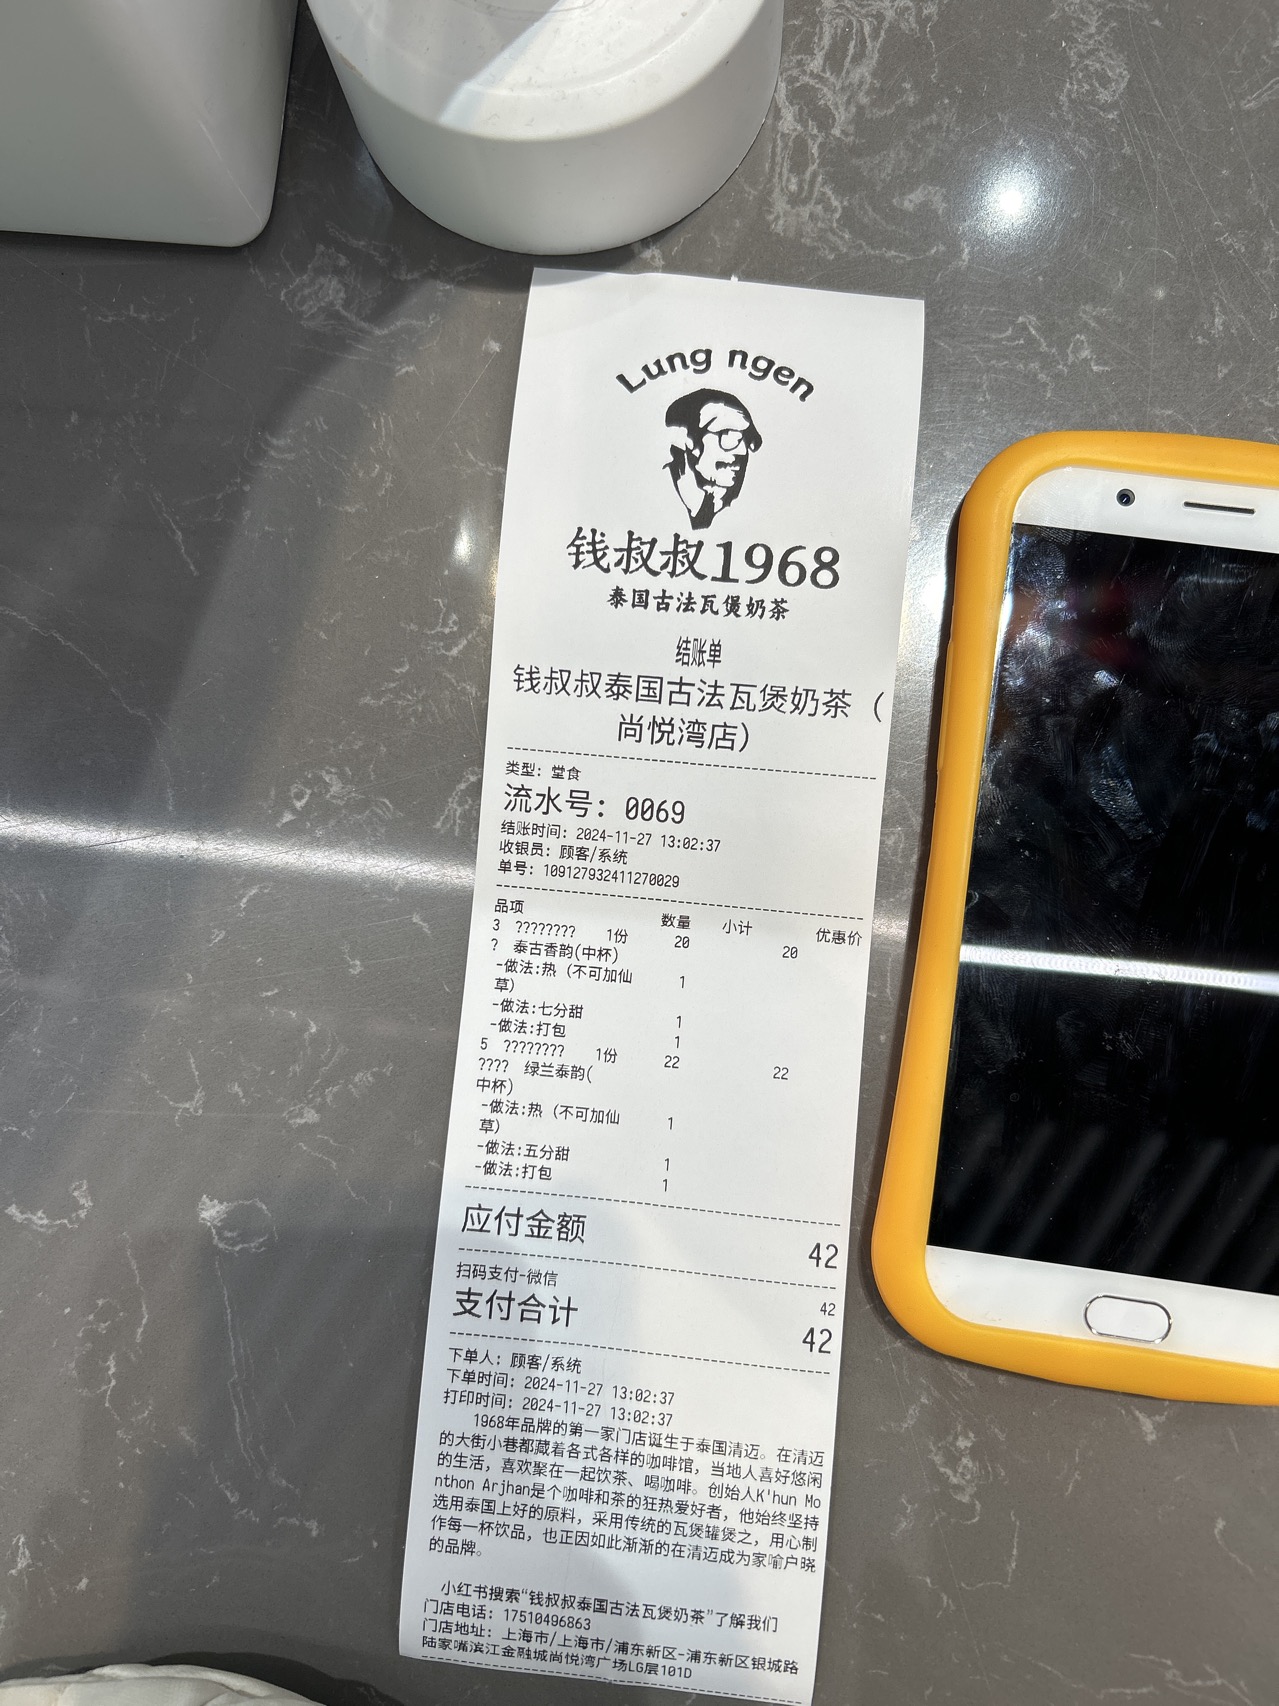 Lung ngen
钱叔叔1968
泰国古法瓦煲奶茶
结账单
钱叔叔泰国古法瓦煲奶茶（
尚悦湾店）
类型: 堂食
流水号: 0069
结账时间: 2024-11-27 13:02:37
收银员: 顾客/系统
单号: 109127932411270029
品项 数量 小计 优惠价
3 ???????? 1份 20 20
? 泰古香韵(中杯)
-做法:热（不可加仙 1
草）
-做法:七分甜 1
-做法:打包 1
5 ???????? 1份 22 22
???? 绿兰泰韵(
中杯)
-做法:热（不可加仙 1
草）
-做法:五分甜 1
-做法:打包 1
应付金额 42
扫码支付-微信 42
支付合计 42
下单人: 顾客/系统
下单时间: 2024-11-27 13:02:37
打印时间: 2024-11-27 13:02:37
1968年品牌的第一家门店诞生于泰国清迈。在清迈
的大街小巷都藏着各式各样的咖啡馆，当地人喜好悠闲
的生活，喜欢聚在一起饮茶、喝咖啡。创始人K'hun Mo
nthon Arjhan是个咖啡和茶的狂热爱好者，他始终坚持
选用泰国上好的原料，采用传统的瓦煲罐煲之，用心制
作每一杯饮品，也正因如此渐渐的在清迈成为家喻户晓
的品牌。
小红书搜索“钱叔叔泰国古法瓦煲奶茶”了解我们
门店电话: 17510496863
门店地址: 上海市/上海市/浦东新区-浦东新区银城路
陆家嘴滨江金融城尚悦湾广场LG层101D